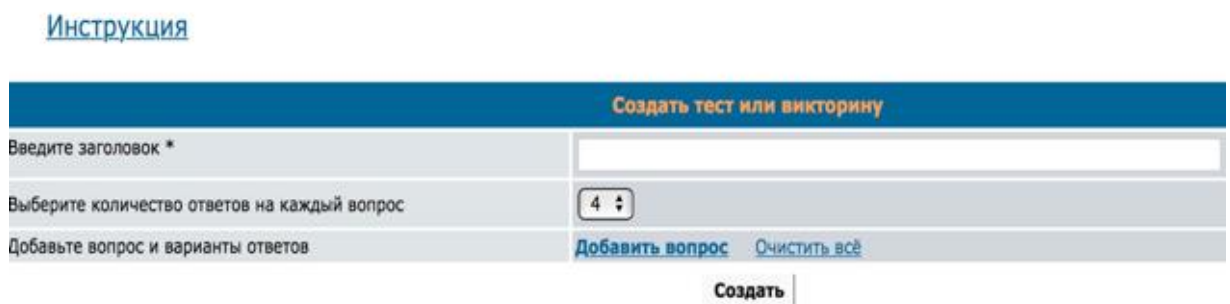 Инструкция
Создать тест или викторину
Введите заголовок *
Выберите количество ответов на каждый вопрос 4
Добавьте вопрос и варианты ответов Добавить вопрос Очистить всё
Создать